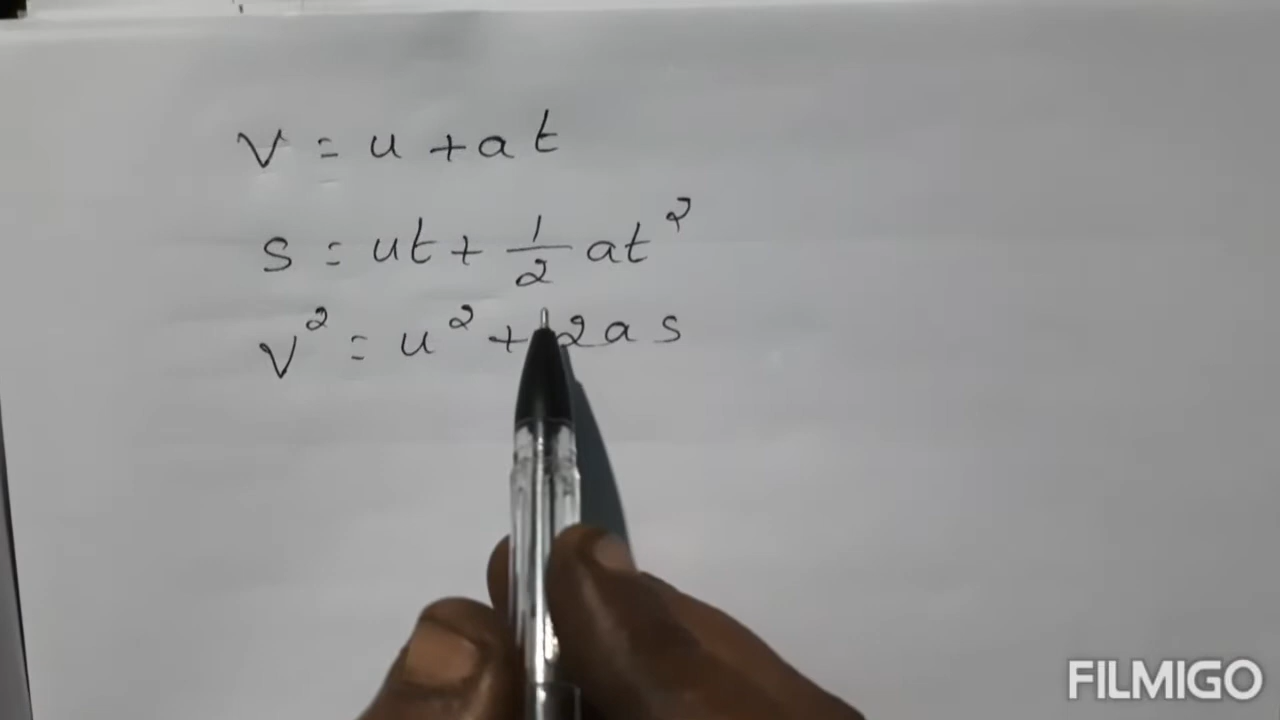 v = u + at
s = ut + 1/2 at²
v² = u² + 2as
FILMIGO